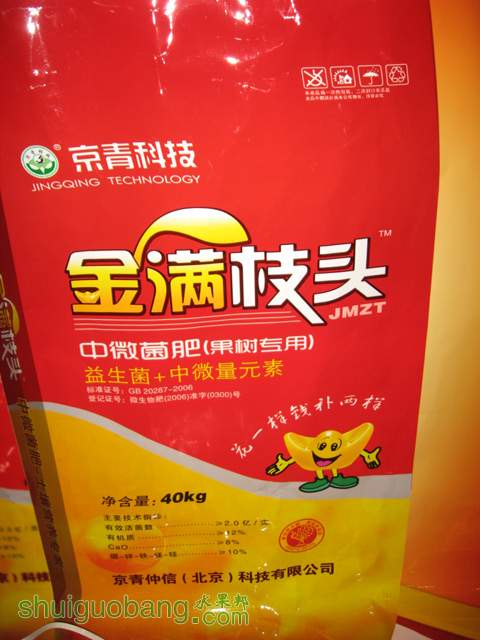 京青科技
JINGQING TECHNOLOGY
金满枝头 TM
JMZT
中微菌肥(果树专用)
益生菌+中微量元素
标准证号: GB 20287-2006
登记证号: 微生物肥(2006)准字(0300)号
花一样钱补两样
净含量: 40kg
主要技术指标:
有效活菌数 ≥2.0亿/克
有机质 ≥12%
CaO ≥8%
≥10%
京青仲信(北京)科技有限公司
shuiguobang.com 水果邦